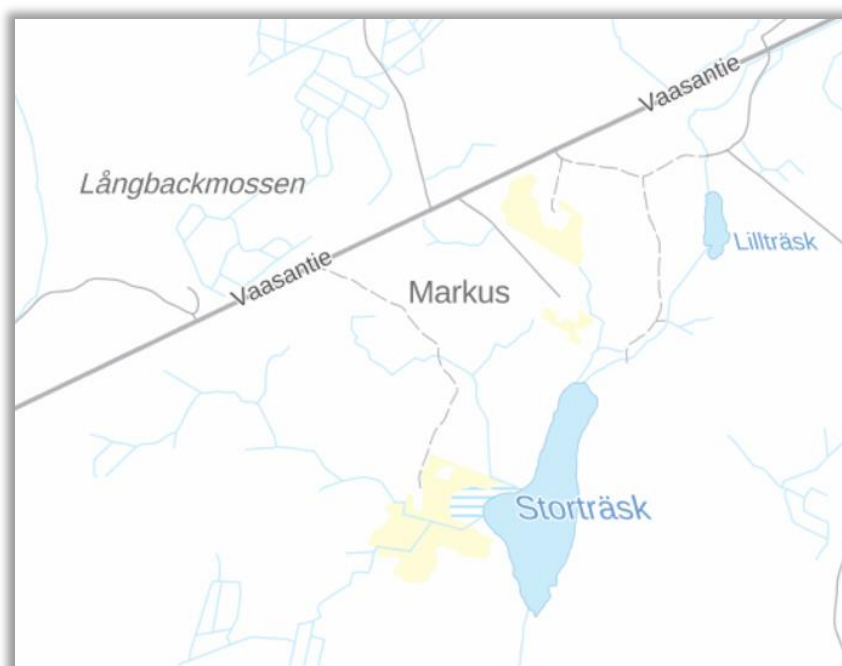 Vaasantie
Långbackmossen
Lillträsk
Vaasantie
Markus
Storträsk